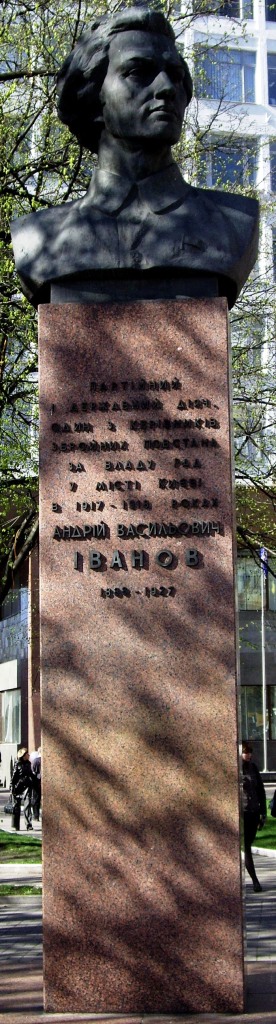 ПАРТІЙНИЙ
І ДЕРЖАВНИЙ ДІЯЧ,
ОДИН З КЕРІВНИКІВ
ЗБРОЙНИХ ПОВСТАНЬ
ЗА ВЛАДУ РАД
У МІСТІ КИЄВІ
В 1917-1918 РОКАХ
АНДРІЙ ВАСИЛЬОВИЧ
ІВАНОВ
1888-1927